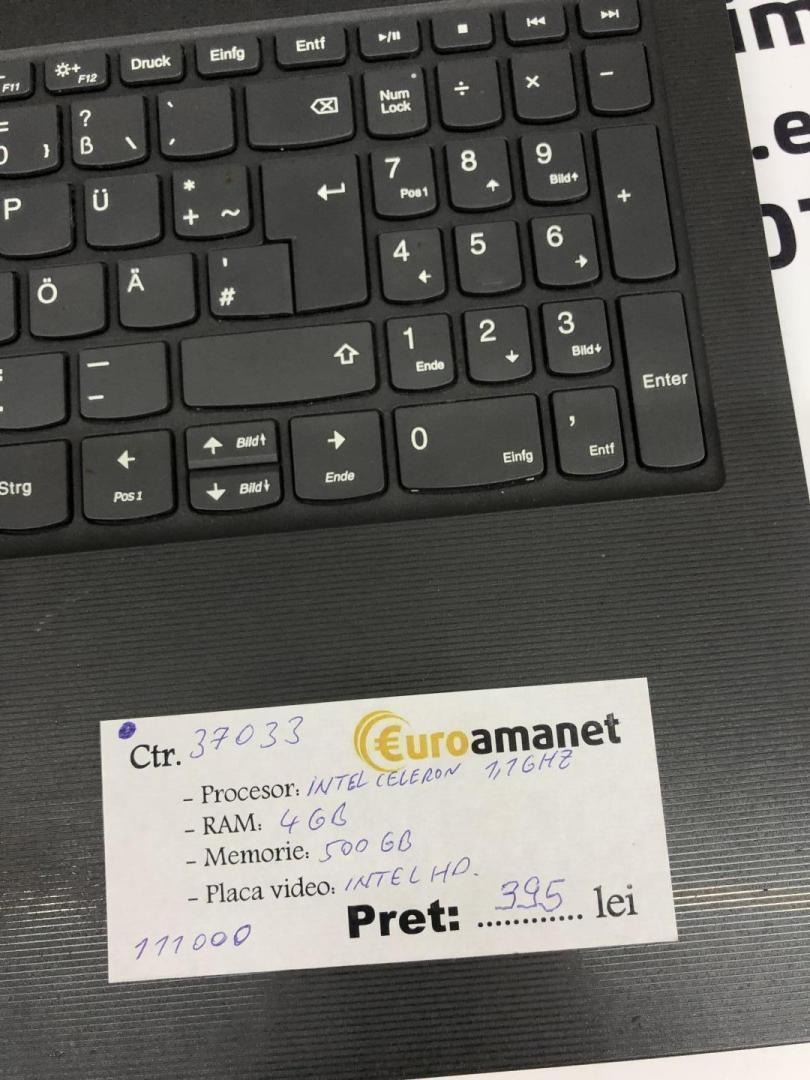 F11 F12 Druck Einfg Entf
= } ? ß \ ` ´ Num Lock ÷ × −
P Ü * + ~ 7 Pos1 8 9 Bild +
Ö Ä ' # 4 5 6
1 Ende 2 3 Bild Enter
Strg Pos1 Bild Bild Ende 0 Einfg , Entf
Ctr. 37033 €uroamanet
- Procesor: INTEL CELERON 1,1GHZ
- RAM: 4 GB
- Memorie: 500 GB
- Placa video: INTEL HD.
Pret: ............ 395 lei
111000